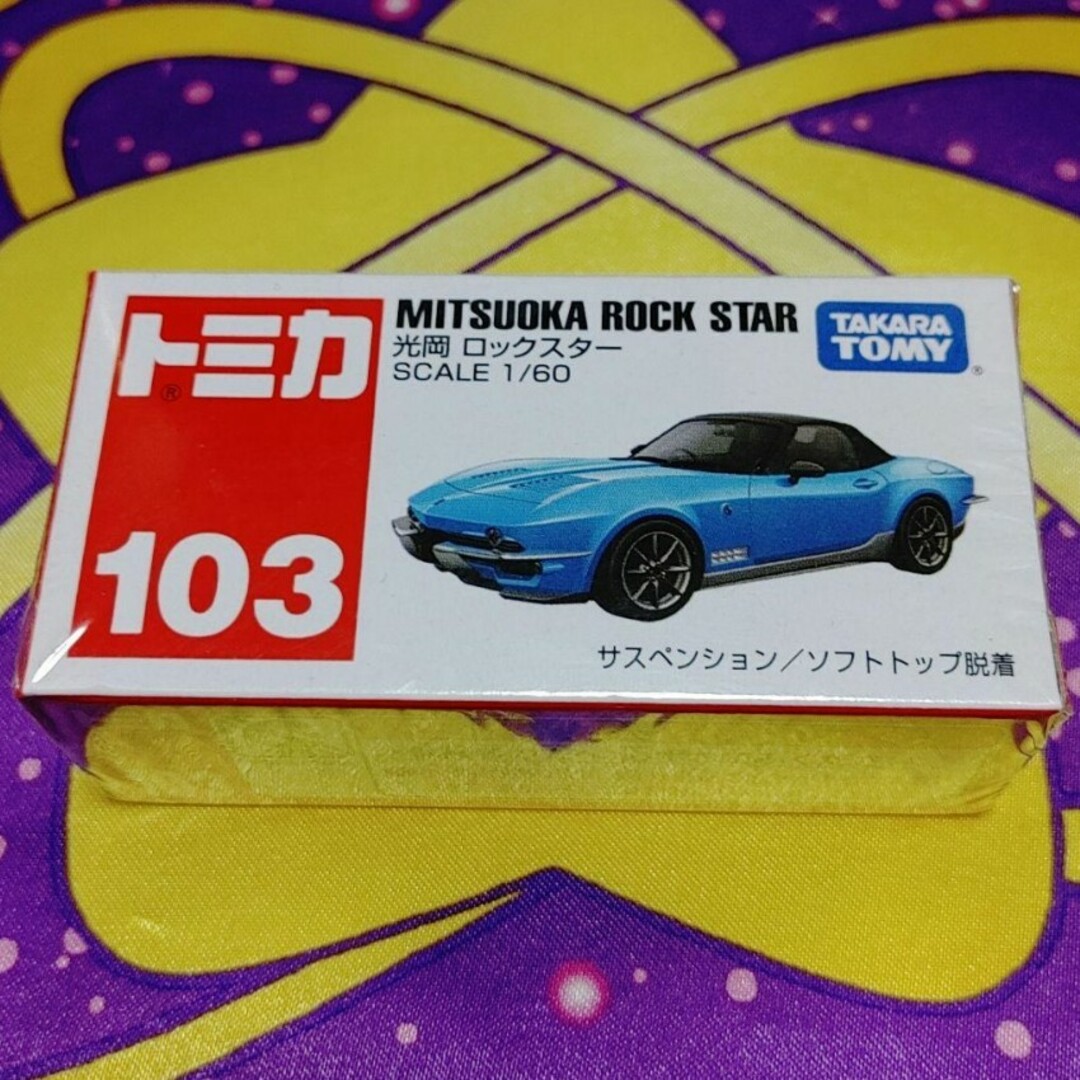 トミカ
®
103
MITSUOKA ROCK STAR
光岡 ロックスター
SCALE 1/60
TAKARA
TOMY
®
サスペンション/ソフトトップ脱着